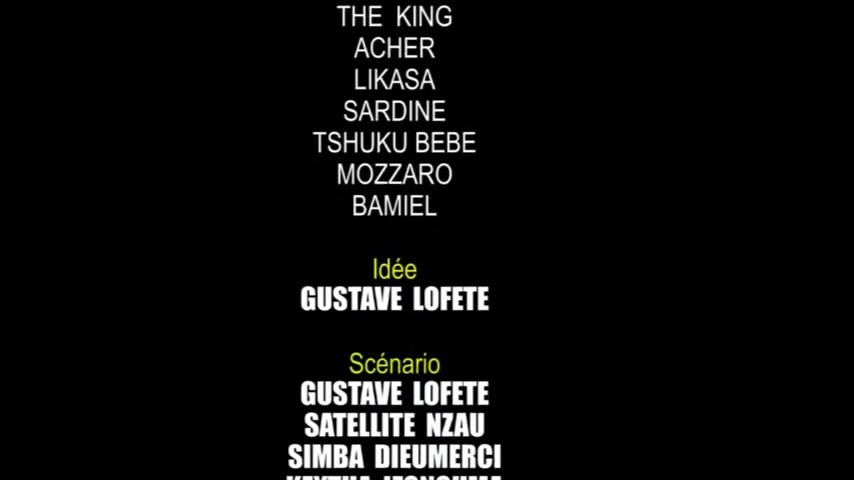 THE KING
ACHER
LIKASA
SARDINE
TSHUKU BEBE
MOZZARO
BAMIEL
Idée
GUSTAVE LOFETE
Scénario
GUSTAVE LOFETE
SATELLITE NZAU
SIMBA DIEUMERCI